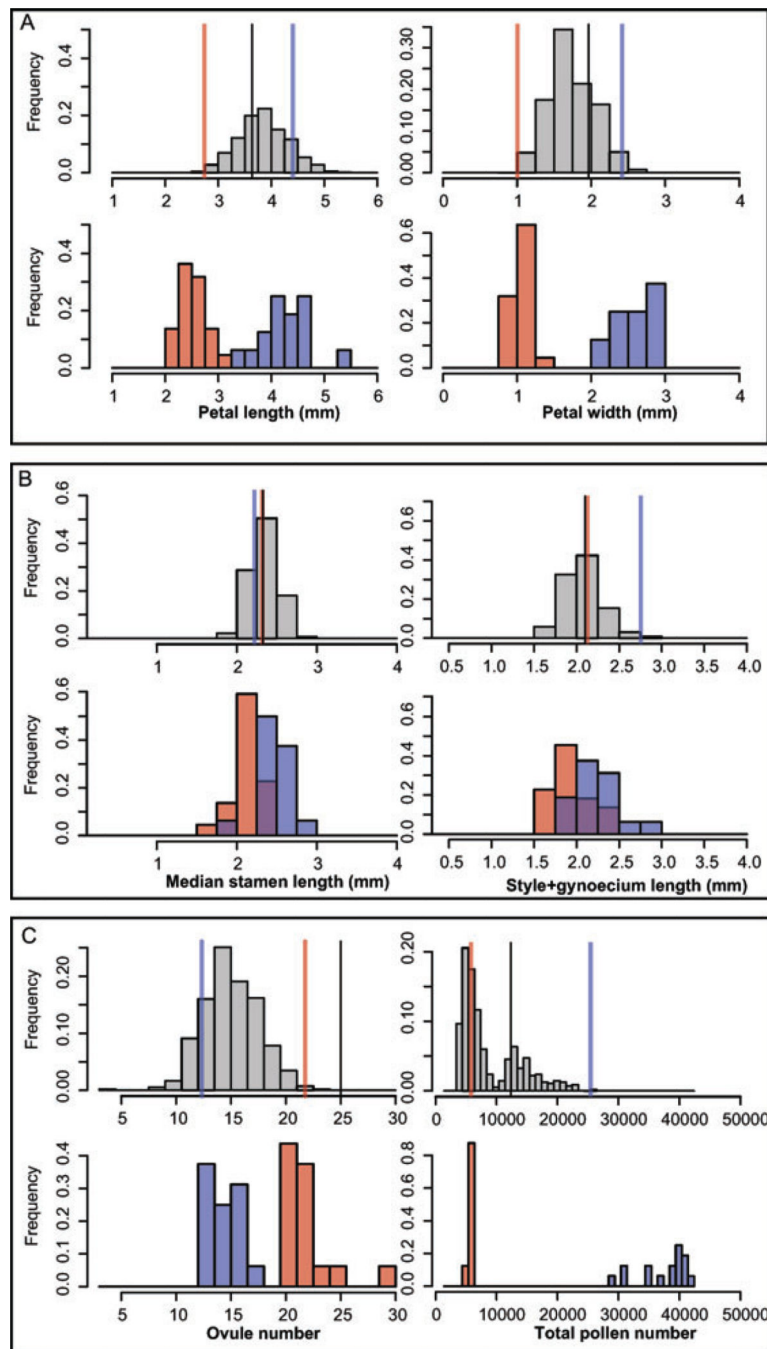 A
Frequency
0.0 0.2 0.4
1 2 3 4 5 6
0.00 0.10 0.20 0.30
0 1 2 3 4
Frequency
0.0 0.2 0.4
1 2 3 4 5 6
Petal length (mm)
0.0 0.2 0.4 0.6
0 1 2 3 4
Petal width (mm)
B
Frequency
0.0 0.2 0.4 0.6
1 2 3 4
0.0 0.2 0.4
0.5 1.0 1.5 2.0 2.5 3.0 3.5 4.0
Frequency
0.0 0.2 0.4 0.6
1 2 3 4
Median stamen length (mm)
0.0 0.2 0.4
0.5 1.0 1.5 2.0 2.5 3.0 3.5 4.0
Style+gynoecium length (mm)
C
Frequency
0.00 0.10 0.20
5 10 15 20 25 30
0.00 0.10 0.20
0 10000 20000 30000 40000 50000
Frequency
0.0 0.1 0.3 0.4
5 10 15 20 25 30
Ovule number
0.0 0.2 0.4 0.6 0.8
0 10000 20000 30000 40000 50000
Total pollen number